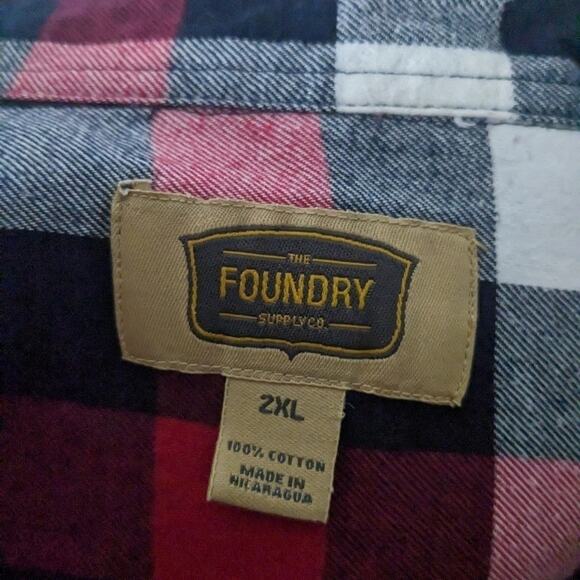 THE
FOUNDRY
SUPPLY CO.
2XL
100% COTTON
MADE IN
NICARAGUA